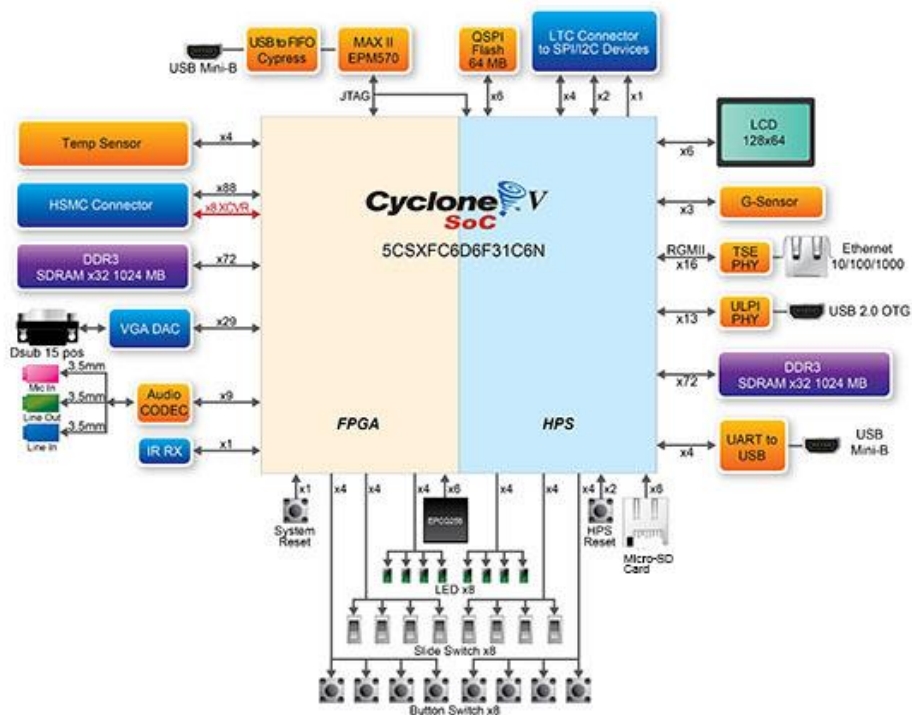 USB Mini-B
USB to FIFO
Cypress
MAX II
EPM570
QSPI
Flash
64 MB
LTC Connector
to SPI/I2C Devices
JTAG
x6
x4
x2
x1
Temp Sensor
x4
HSMC Connector
x88
x8 XCVR
DDR3
SDRAM x32 1024 MB
x72
Dsub 15 pos
VGA DAC
x29
Mic In
3.5mm
Line Out
3.5mm
Line In
3.5mm
Audio
CODEC
x9
IR RX
x1
Cyclone V
SoC
5CSXFC6D6F31C6N
FPGA
HPS
LCD
128x64
x6
G-Sensor
x3
RGMII
x16
TSE
PHY
Ethernet
10/100/1000
x13
ULPI
PHY
USB 2.0 OTG
x72
DDR3
SDRAM x32 1024 MB
x4
UART to
USB
USB
Mini-B
x1
x4
x4
x4
x6
x4
x4
x4
x2
x6
System
Reset
EPCQ256
HPS
Reset
Micro-SD
Card
LED x8
Slide Switch x8
Button Switch x8